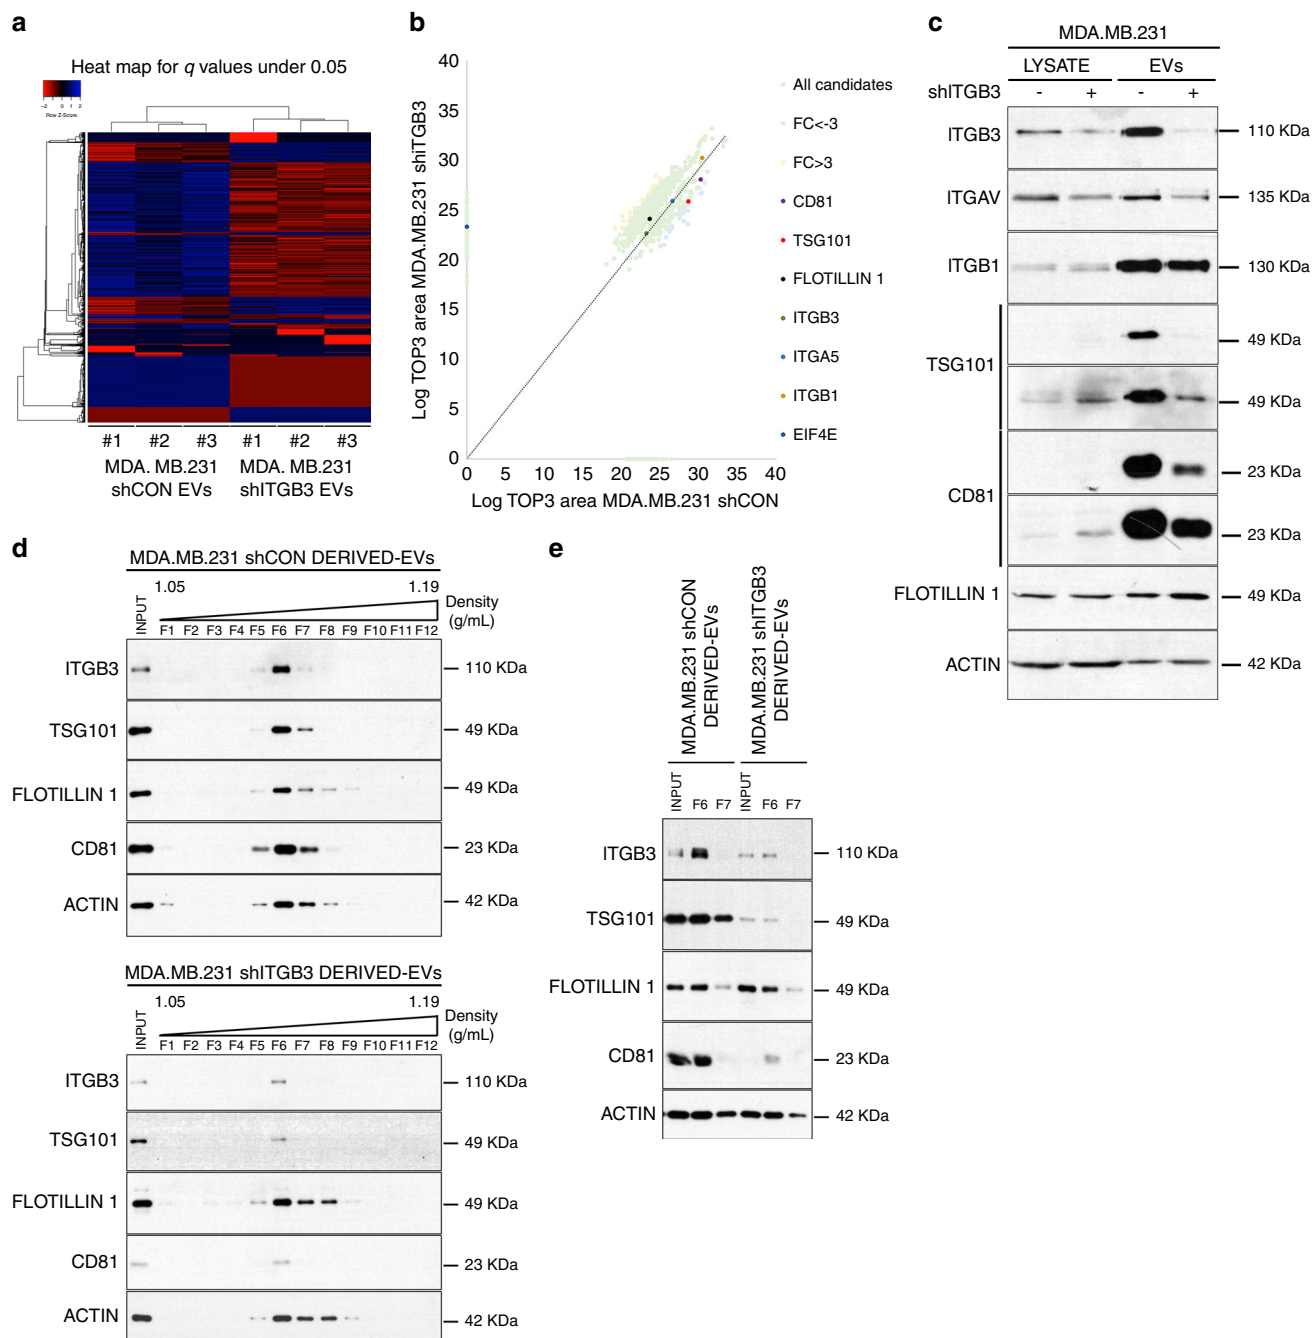 a
Heat map for q values under 0.05
−2 0 1 2
Row Z-Score
#1 #2 #3 #1 #2 #3
MDA. MB.231 shCON EVs
MDA. MB.231 shITGB3 EVs
b
Log TOP3 area MDA.MB.231 shiTGB3
40
35
30
25
20
15
10
5
0
0 5 10 15 20 25 30 35 40
Log TOP3 area MDA.MB.231 shCON
All candidates
FC<-3
FC>3
CD81
TSG101
FLOTILLIN 1
ITGB3
ITGA5
ITGB1
EIF4E
c
MDA.MB.231
LYSATE EVs
shITGB3 - + - +
ITGB3 110 KDa
ITGAV 135 KDa
ITGB1 130 KDa
TSG101 49 KDa
49 KDa
CD81 23 KDa
23 KDa
FLOTILLIN 1 49 KDa
ACTIN 42 KDa
d
MDA.MB.231 shCON DERIVED-EVs
1.05 1.19
Density (g/mL)
INPUT F1 F2 F3 F4 F5 F6 F7 F8 F9 F10 F11 F12
ITGB3 110 KDa
TSG101 49 KDa
FLOTILLIN 1 49 KDa
CD81 23 KDa
ACTIN 42 KDa
MDA.MB.231 shITGB3 DERIVED-EVs
1.05 1.19
Density (g/mL)
INPUT F1 F2 F3 F4 F5 F6 F7 F8 F9 F10 F11 F12
ITGB3 110 KDa
TSG101 49 KDa
FLOTILLIN 1 49 KDa
CD81 23 KDa
ACTIN 42 KDa
e
MDA.MB.231 shCON DERIVED-EVs
MDA.MB.231 shITGB3 DERIVED-EVs
INPUT F6 F7 INPUT F6 F7
ITGB3 110 KDa
TSG101 49 KDa
FLOTILLIN 1 49 KDa
CD81 23 KDa
ACTIN 42 KDa